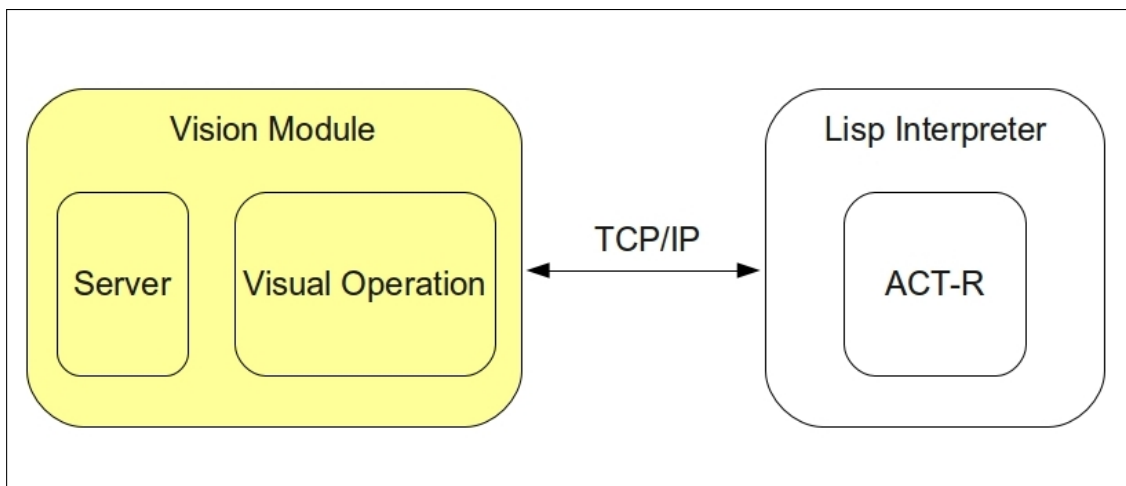 Vision Module
Server
Visual Operation
TCP/IP
Lisp Interpreter
ACT-R